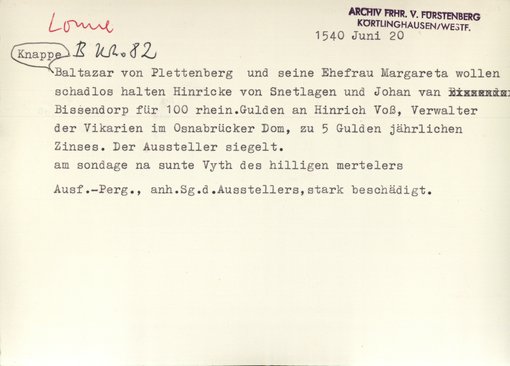 Lonne
ARCHIV FRHR. V. FÜRSTENBERG
KÖRTLINGHAUSEN/WESTF.
1540 Juni 20
Knappe B Nr. 82
Baltazar von Plettenberg und seine Ehefrau Margareta wollen
schadlos halten Hinricke von Snetlagen und Johan van
Bissendorp für 100 rhein.Gulden an Hinrich Voß, Verwalter
der Vikarien im Osnabrücker Dom, zu 5 Gulden jährlichen
Zinses. Der Aussteller siegelt.
am sondage na sunte Vyth des hilligen mertelers
Ausf.-Perg., anh.Sg.d.Ausstellers,stark beschädigt.